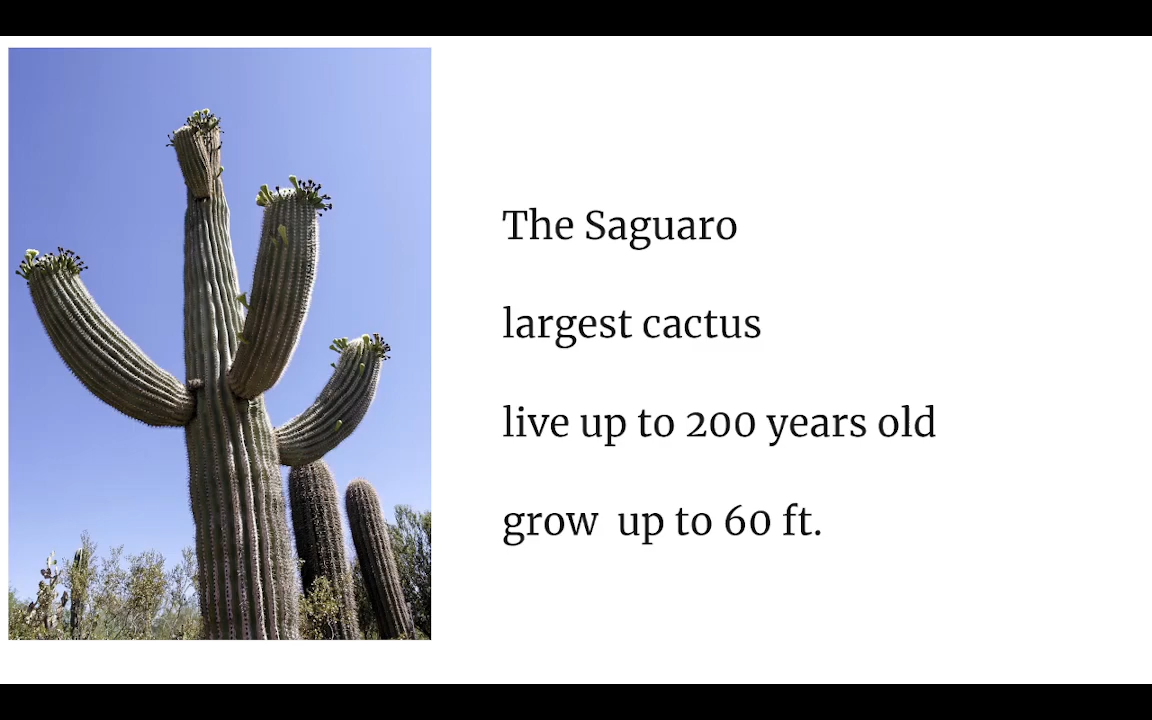 The Saguaro
largest cactus
live up to 200 years old
grow  up to 60 ft.